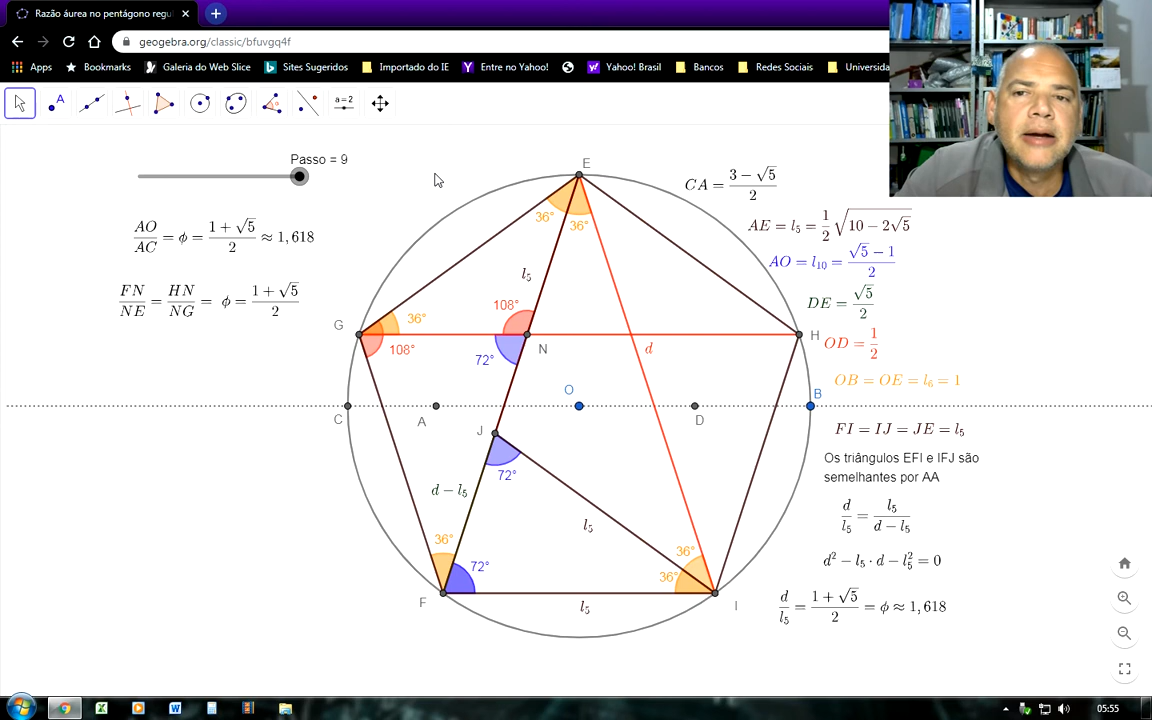 Razão áurea no pentágono regu
geogebra.org/classic/bfuvgq4f
Apps Bookmarks Galeria do Web Slice Sites Sugeridos Importado do IE Entre no Yahoo! Yahoo! Brasil Bancos Redes Sociais Universida
A a=2
Passo = 9
AO/AC = ϕ = (1 + √5)/2 ≈ 1,618
FN/NE = HN/NG = ϕ = (1 + √5)/2
E
36°
36°
l₅
108°
G
36°
108°
72°
N
d
H
O
B
C
A
D
J
72°
d − l₅
l₅
36°
72°
36°
36°
F
l₅
I
CA = (3 − √5)/2
AE = l₅ = 1/2 √(10 − 2√5)
AO = l₁₀ = (√5 − 1)/2
DE = √5/2
OD = 1/2
OB = OE = l₆ = 1
FI = IJ = JE = l₅
Os triângulos EFI e IFJ são
semelhantes por AA
d/l₅ = l₅/(d − l₅)
d² − l₅ · d − l₅² = 0
d/l₅ = (1 + √5)/2 = ϕ ≈ 1,618
05:55